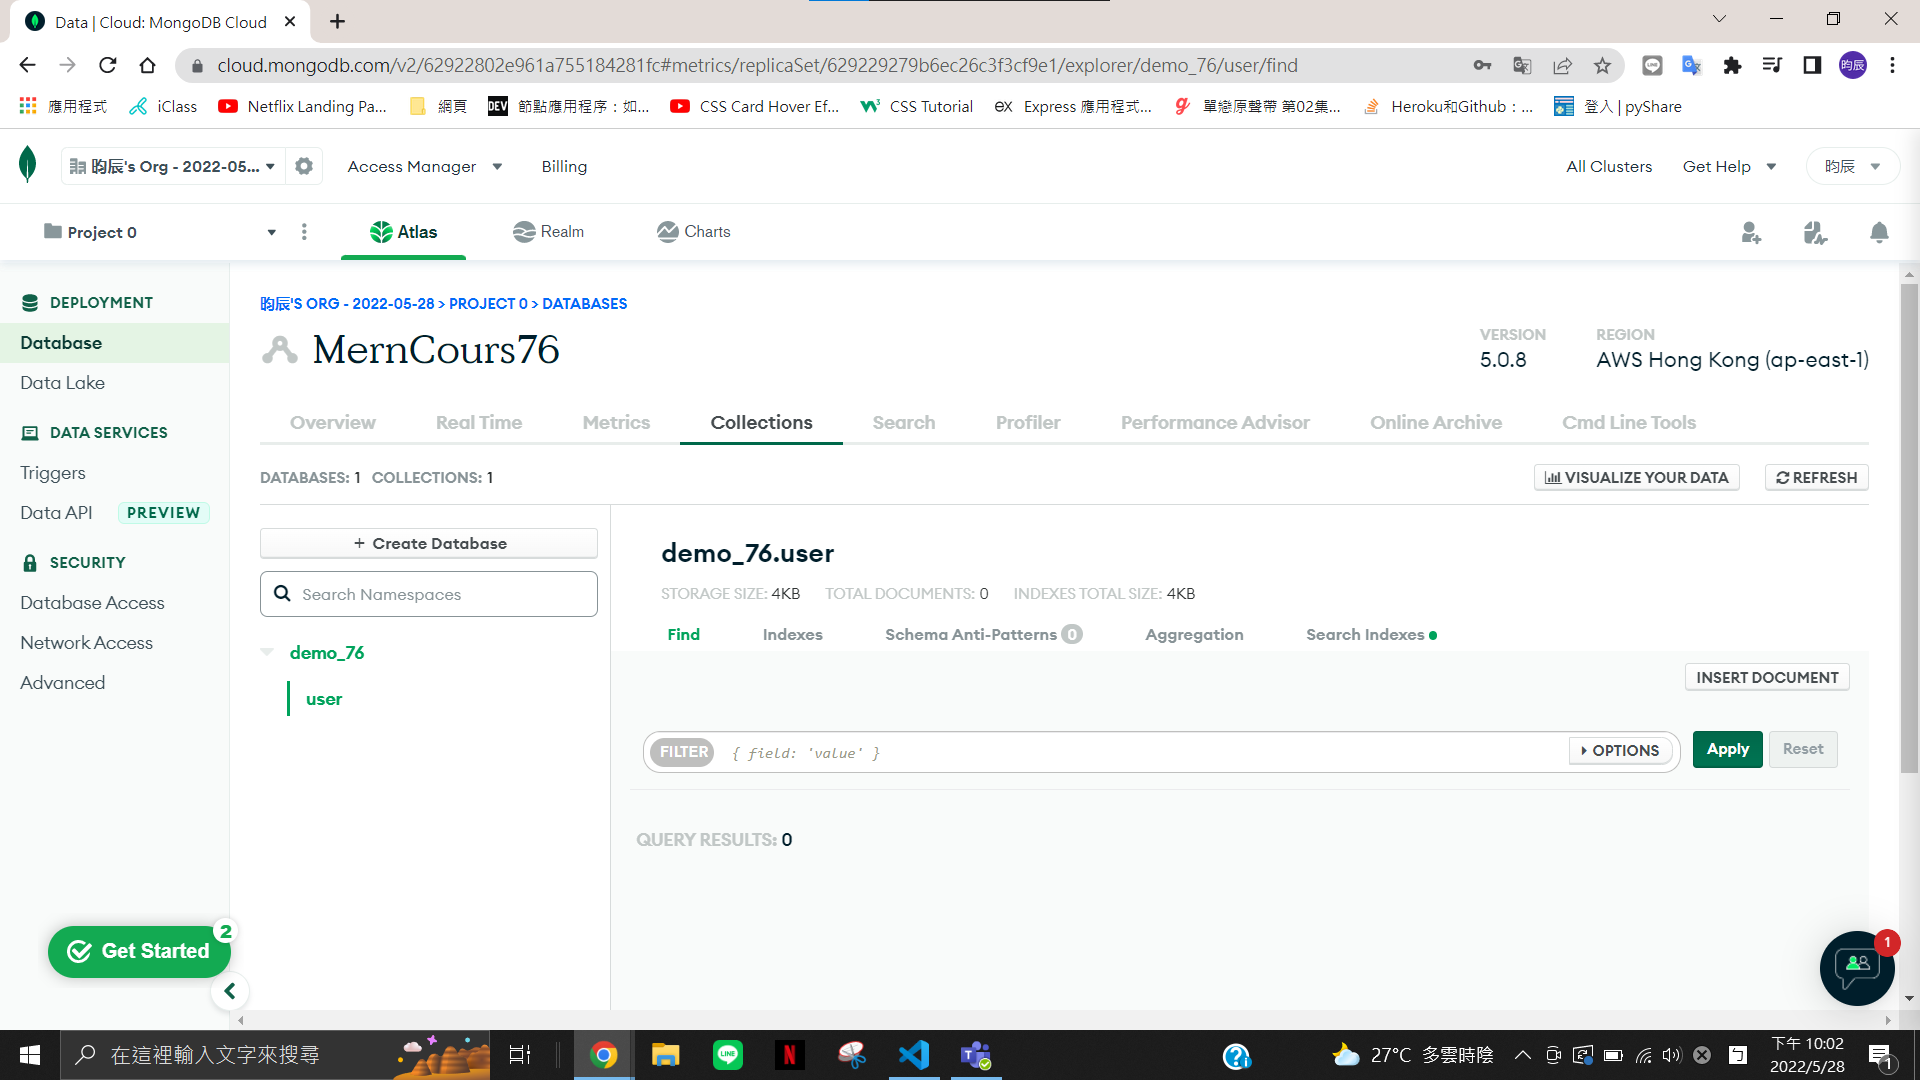 Data | Cloud: MongoDB Cloud
cloud.mongodb.com/v2/62922802e961a755184281fc#metrics/replicaSet/629229279b6ec26c3f3cf9e1/explorer/demo_76/user/find
昀辰
應用程式
iClass
Netflix Landing Pa...
網頁
DEV 節點應用程序：如...
CSS Card Hover Ef...
CSS Tutorial
ex Express 應用程式...
單戀原聲帶 第02集...
Heroku和Github：...
登入 | pyShare
昀辰's Org - 2022-05...
Access Manager
Billing
All Clusters
Get Help
昀辰
Project 0
Atlas
Realm
Charts
DEPLOYMENT
Database
Data Lake
DATA SERVICES
Triggers
Data API PREVIEW
SECURITY
Database Access
Network Access
Advanced
Get Started
2
昀辰'S ORG - 2022-05-28 > PROJECT 0 > DATABASES
MernCours76
VERSION
5.0.8
REGION
AWS Hong Kong (ap-east-1)
Overview
Real Time
Metrics
Collections
Search
Profiler
Performance Advisor
Online Archive
Cmd Line Tools
DATABASES: 1 COLLECTIONS: 1
VISUALIZE YOUR DATA
REFRESH
+ Create Database
Search Namespaces
demo_76
user
demo_76.user
STORAGE SIZE: 4KB TOTAL DOCUMENTS: 0 INDEXES TOTAL SIZE: 4KB
Find
Indexes
Schema Anti-Patterns 0
Aggregation
Search Indexes
INSERT DOCUMENT
FILTER { field: 'value' }
OPTIONS
Apply
Reset
QUERY RESULTS: 0
1
在這裡輸入文字來搜尋
LINE
N
27°C 多雲時陰
下午 10:02
2022/5/28
1